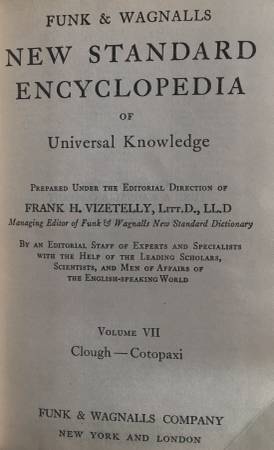 FUNK & WAGNALLS
NEW STANDARD
ENCYCLOPEDIA
OF
Universal Knowledge
PREPARED UNDER THE EDITORIAL DIRECTION OF
FRANK H. VIZETELLY, LITT.D., LL.D
Managing Editor of Funk & Wagnalls New Standard Dictionary
BY AN EDITORIAL STAFF OF EXPERTS AND SPECIALISTS
WITH THE HELP OF THE LEADING SCHOLARS,
SCIENTISTS, AND MEN OF AFFAIRS OF
THE ENGLISH-SPEAKING WORLD
VOLUME VII
Clough — Cotopaxi
FUNK & WAGNALLS COMPANY
NEW YORK AND LONDON